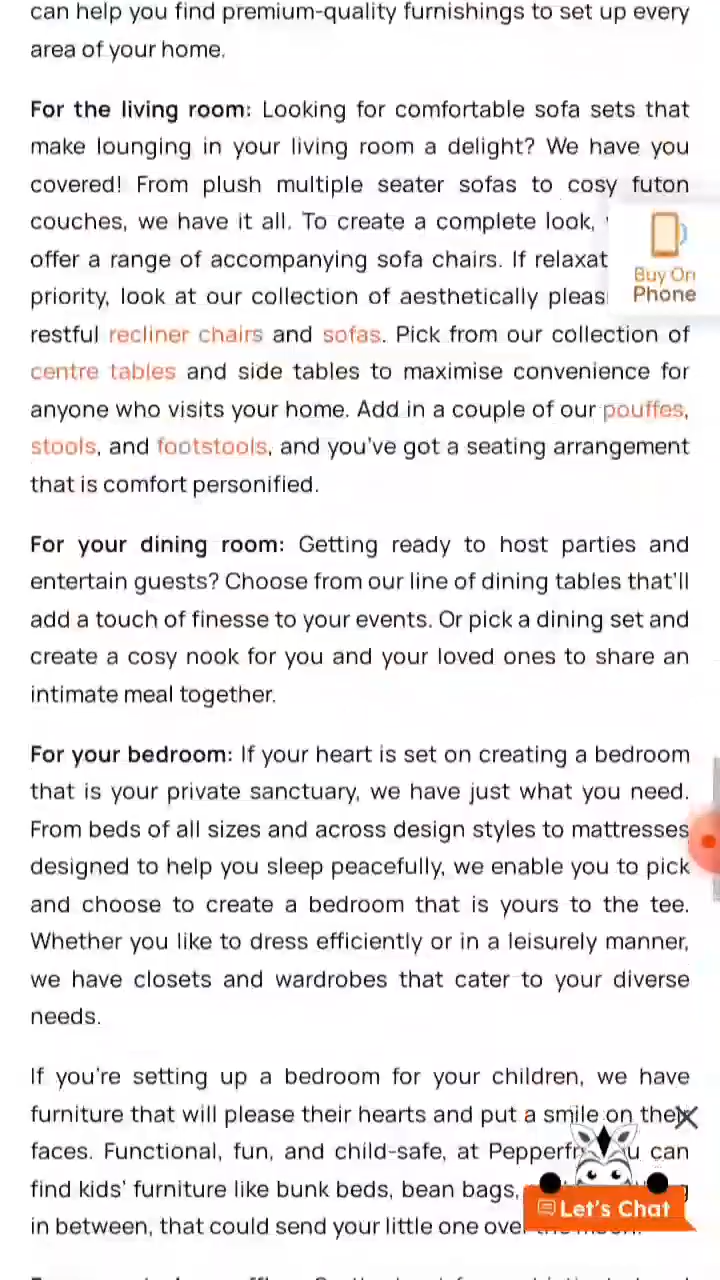 can help you find premium-quality furnishings to set up every
area of your home.
For the living room: Looking for comfortable sofa sets that
make lounging in your living room a delight? We have you
covered! From plush multiple seater sofas to cosy futon
couches, we have it all. To create a complete look,
offer a range of accompanying sofa chairs. If relaxat
priority, look at our collection of aesthetically pleas
restful recliner chairs and sofas. Pick from our collection of
centre tables and side tables to maximise convenience for
anyone who visits your home. Add in a couple of our pouffes,
stools, and footstools, and you've got a seating arrangement
that is comfort personified.
Buy On
Phone
For your dining room: Getting ready to host parties and
entertain guests? Choose from our line of dining tables that'll
add a touch of finesse to your events. Or pick a dining set and
create a cosy nook for you and your loved ones to share an
intimate meal together.
For your bedroom: If your heart is set on creating a bedroom
that is your private sanctuary, we have just what you need.
From beds of all sizes and across design styles to mattresses
designed to help you sleep peacefully, we enable you to pick
and choose to create a bedroom that is yours to the tee.
Whether you like to dress efficiently or in a leisurely manner,
we have closets and wardrobes that cater to your diverse
needs.
If you're setting up a bedroom for your children, we have
furniture that will please their hearts and put a smile on their
faces. Functional, fun, and child-safe, at Pepperfr u can
find kids' furniture like bunk beds, bean bags,
in between, that could send your little one over
Let's Chat